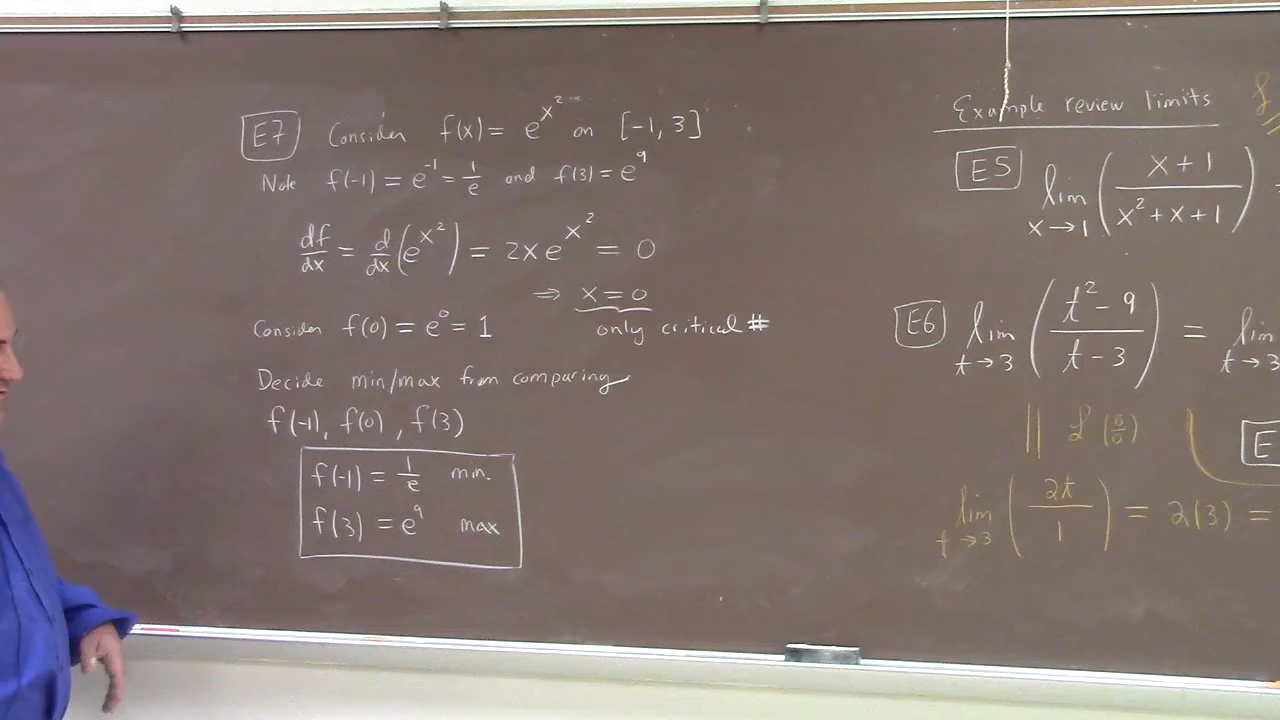 E7 Consider f(x) = e^{x^2} on [-1, 3]
Note f(-1) = e^{-1} = 1/e and f(3) = e^9
df/dx = d/dx (e^{x^2}) = 2x e^{x^2} = 0
⇒ x = 0
Consider f(0) = e^0 = 1 only critical #
Decide min/max from comparing
f(-1), f(0), f(3)
f(-1) = 1/e min.
f(3) = e^9 max
Example review limits
E5 lim x→1 ((x+1)/(x^2+x+1))
E6 lim t→3 ((t^2-9)/(t-3)) = lim t→3
|| L (0/0)
E
lim t→3 (2t/1) = 2(3) =